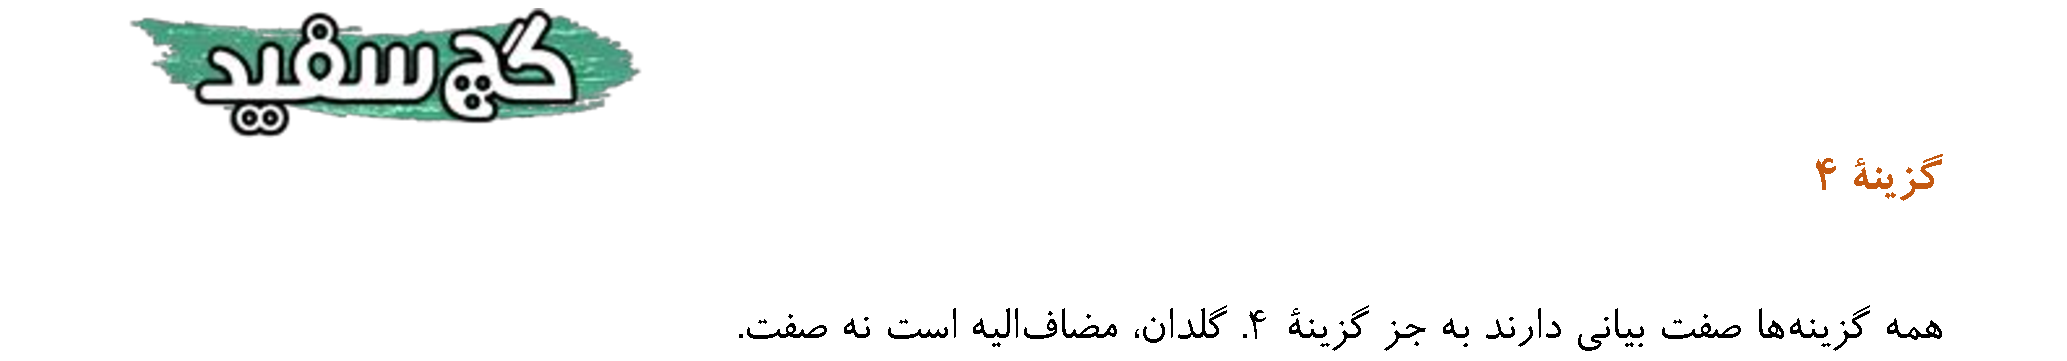 گچ سفید
گزینهٔ ۴
همه گزینه‌ها صفت بیانی دارند به جز گزینهٔ ۴. گلدان، مضاف‌الیه است نه صفت.